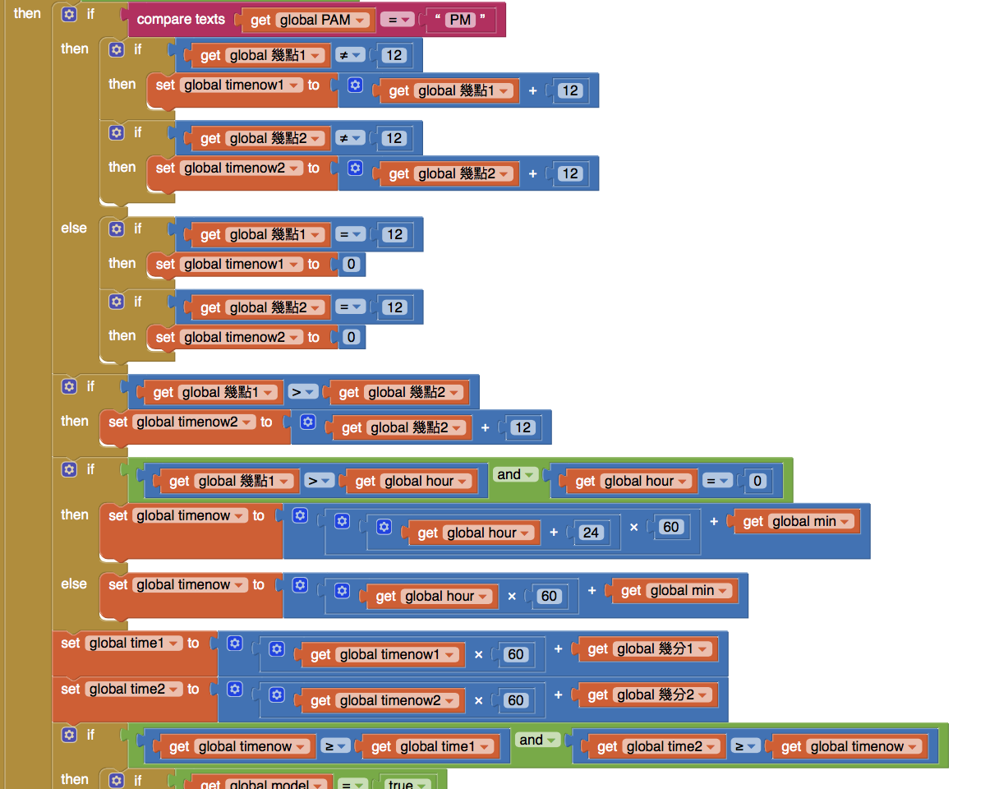 then if compare texts get global PAM = “ PM ”
then if get global 幾點1 ≠ 12
then set global timenow1 to get global 幾點1 + 12
if get global 幾點2 ≠ 12
then set global timenow2 to get global 幾點2 + 12
else if get global 幾點1 = 12
then set global timenow1 to 0
if get global 幾點2 = 12
then set global timenow2 to 0
if get global 幾點1 > get global 幾點2
then set global timenow2 to get global 幾點2 + 12
if get global 幾點1 > get global hour and get global hour = 0
then set global timenow to get global hour + 24 × 60 + get global min
else set global timenow to get global hour × 60 + get global min
set global time1 to get global timenow1 × 60 + get global 幾分1
set global time2 to get global timenow2 × 60 + get global 幾分2
if get global timenow ≥ get global time1 and get global time2 ≥ get global timenow
then if get global model = true